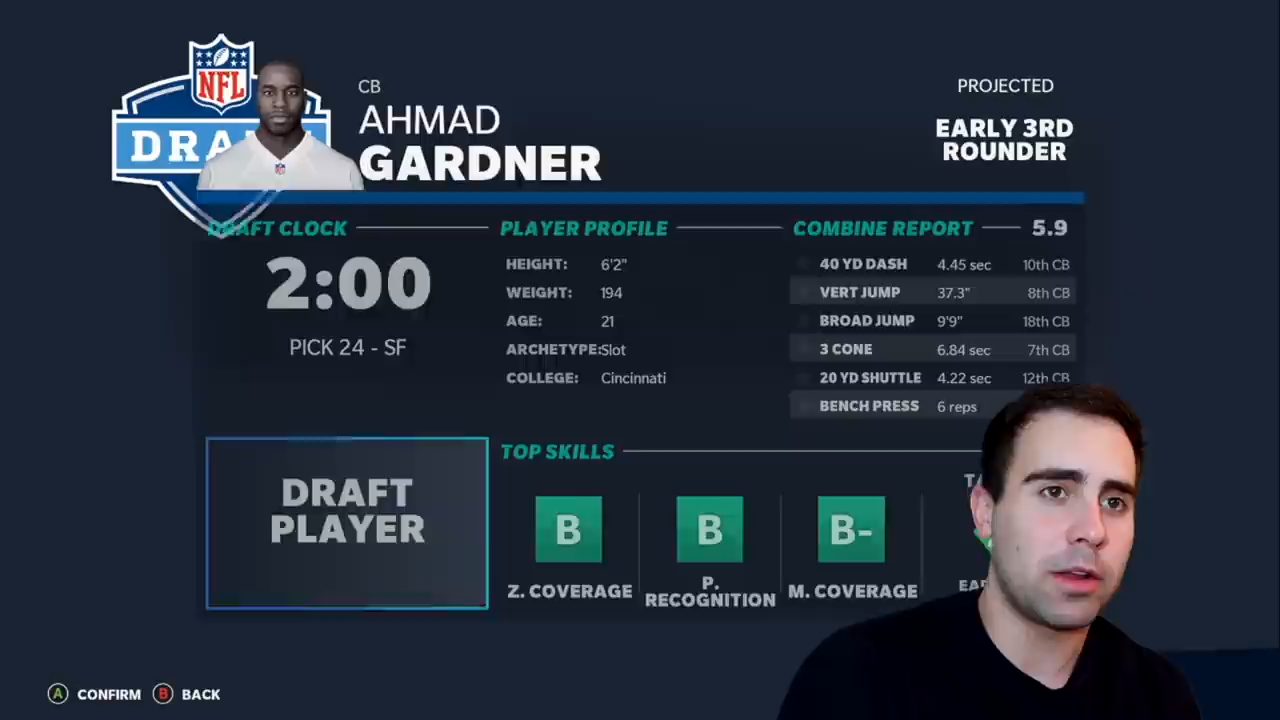 NFL
CB
AHMAD
GARDNER
PROJECTED
EARLY 3RD
ROUNDER
DRAFT CLOCK
2:00
PICK 24 - SF
PLAYER PROFILE
HEIGHT: 6'2"
WEIGHT: 194
AGE: 21
ARCHETYPE:Slot
COLLEGE: Cincinnati
COMBINE REPORT 5.9
40 YD DASH 4.45 sec 10th CB
VERT JUMP 37.3" 8th CB
BROAD JUMP 9'9" 18th CB
3 CONE 6.84 sec 7th CB
20 YD SHUTTLE 4.22 sec 12th CB
BENCH PRESS 6 reps
DRAFT
PLAYER
TOP SKILLS
B
Z. COVERAGE
B
P.
RECOGNITION
B-
M. COVERAGE
A CONFIRM B BACK